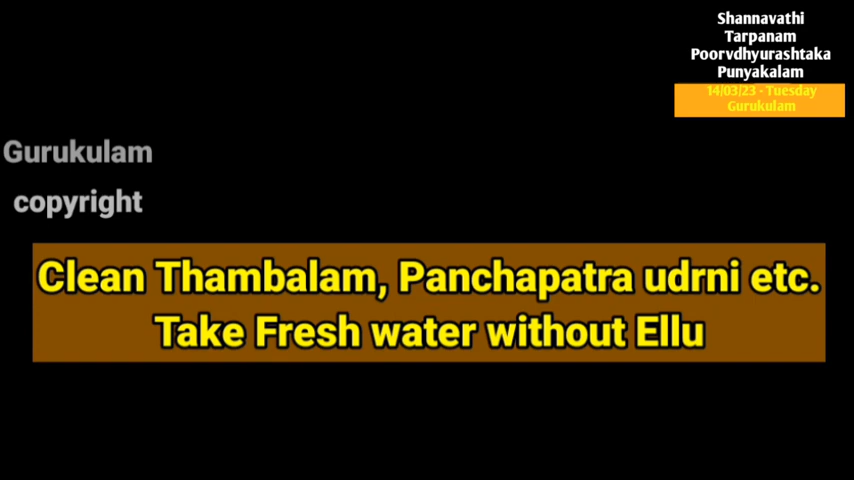 Shannavathi
Tarpanam
Poorvdhyurashtaka
Punyakalam
14/03/23 - Tuesday
Gurukulam
Gurukulam
copyright
Clean Thambalam, Panchapatra udrni etc.
Take Fresh water without Ellu